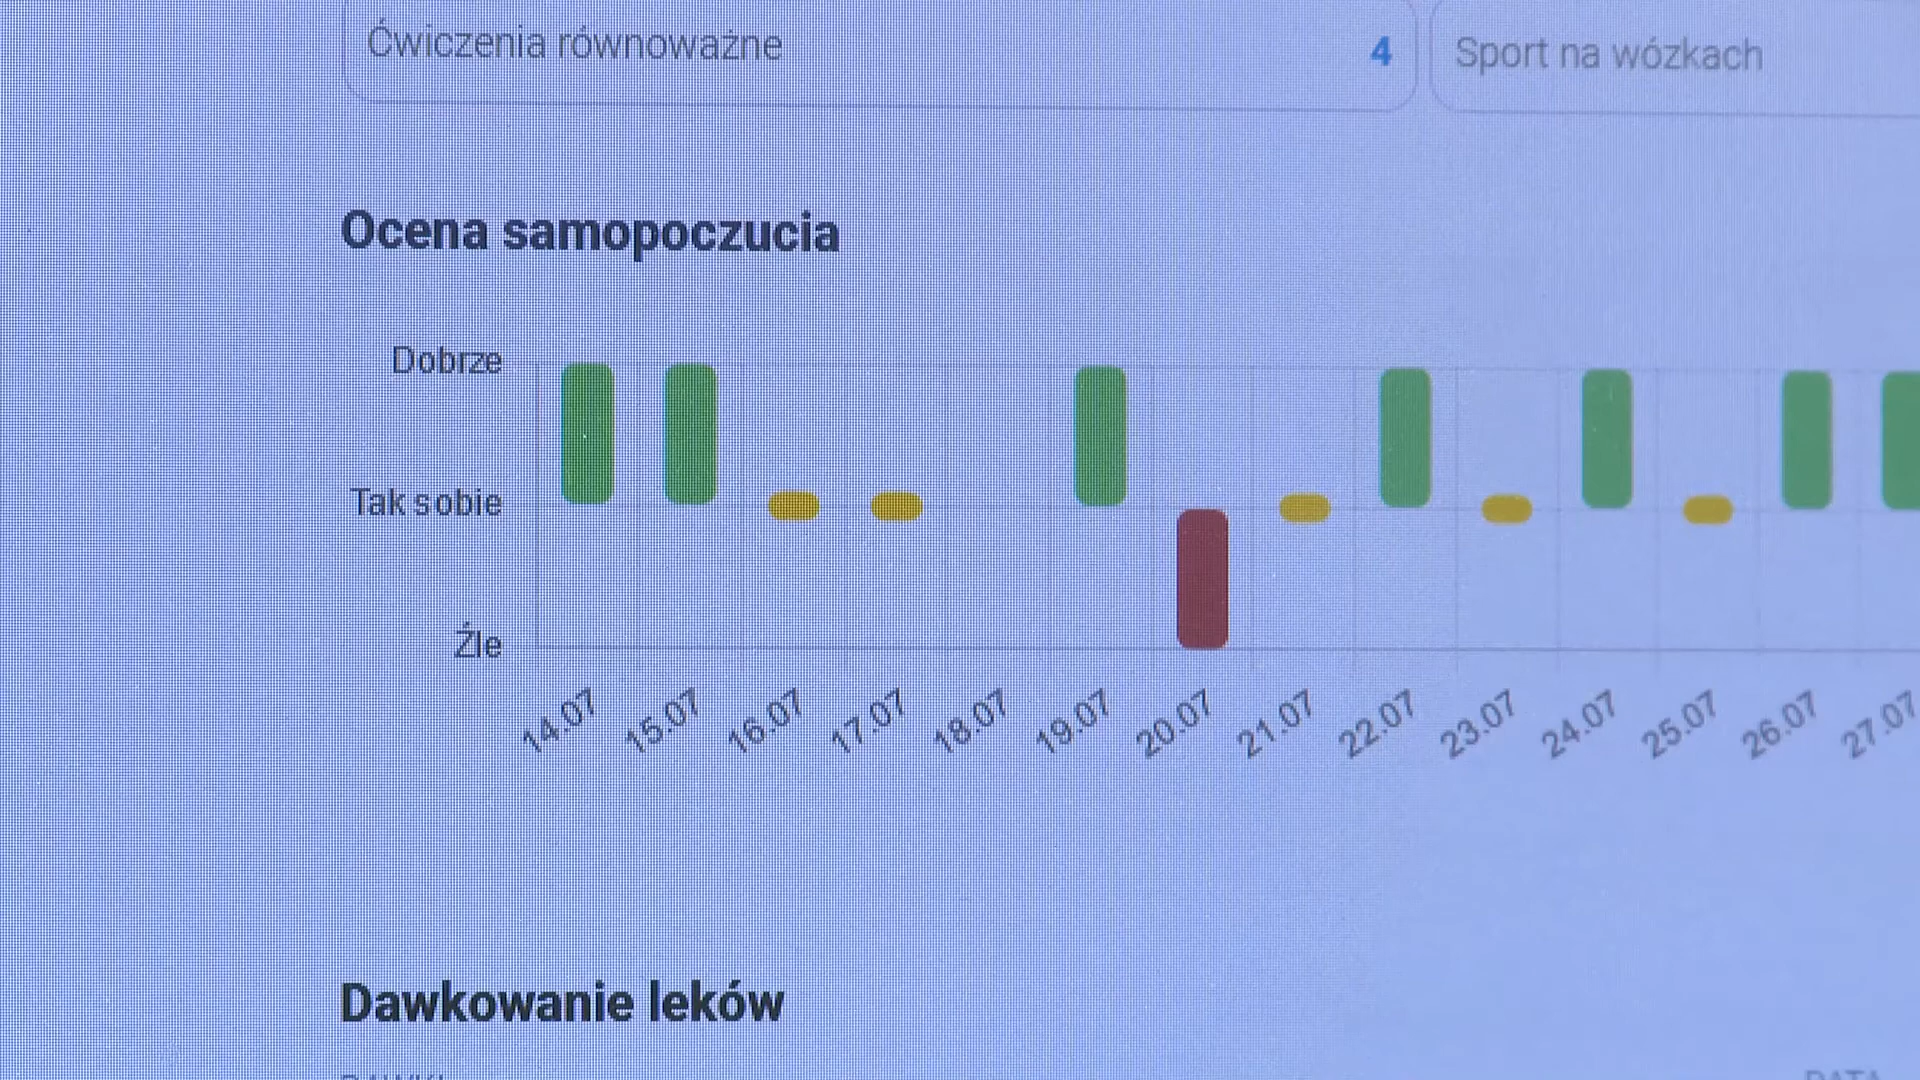 Ćwiczenia równoważne 4 Sport na wózkach
Ocena samopoczucia
Dobrze
Tak sobie
Źle
14.07 15.07 16.07 17.07 18.07 19.07 20.07 21.07 22.07 23.07 24.07 25.07 26.07 27.07
Dawkowanie leków